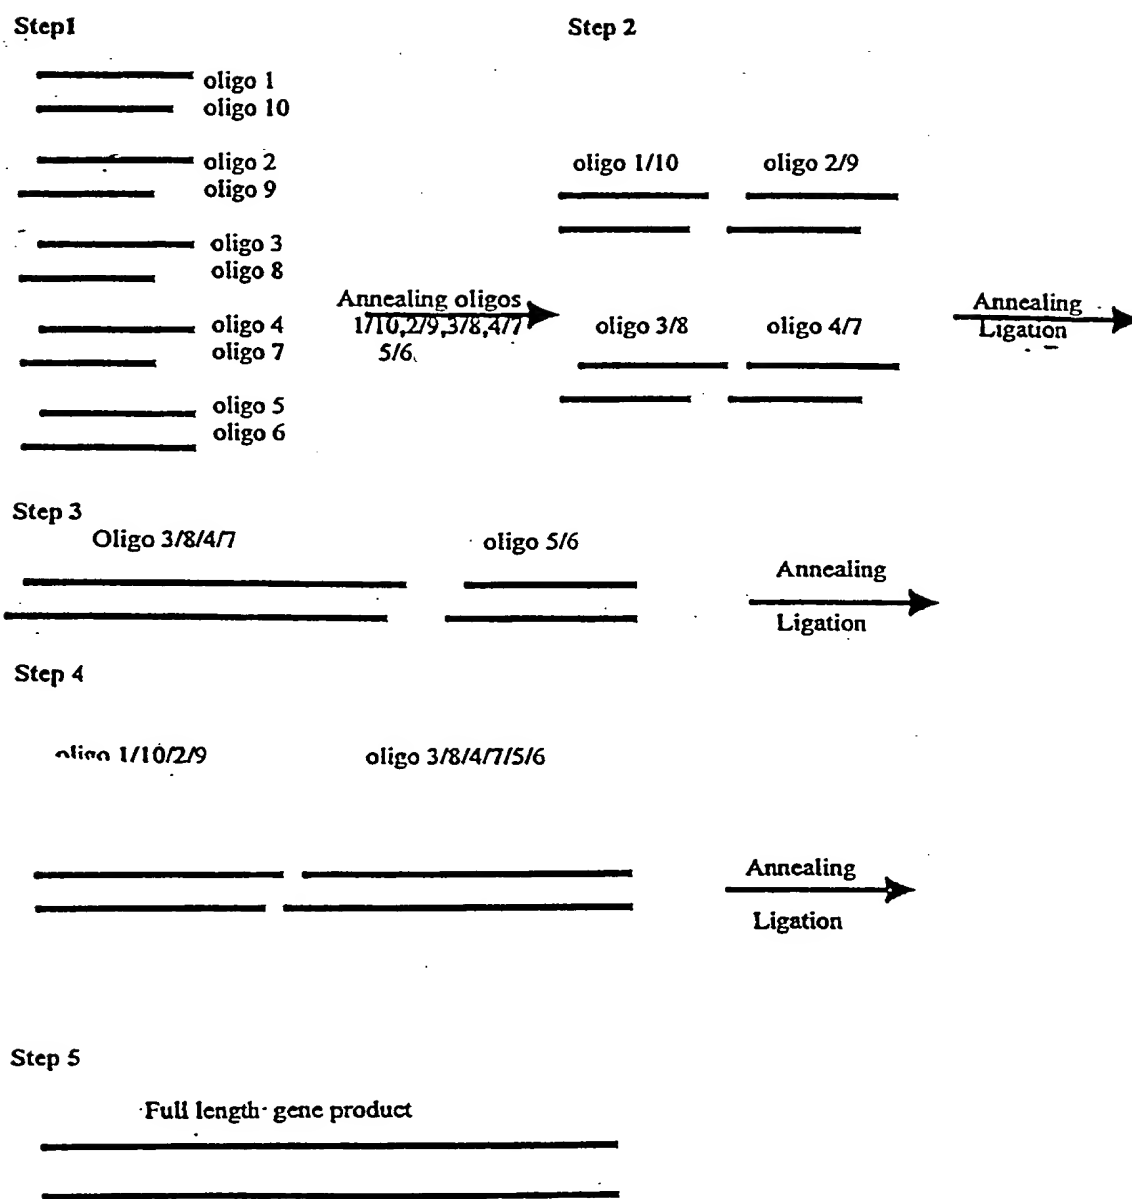 Step1
oligo 1
oligo 10
oligo 2
oligo 9
oligo 3
oligo 8
oligo 4
oligo 7
oligo 5
oligo 6
Annealing oligos
1/10,2/9,3/8,4/7
5/6
Step 2
oligo 1/10 oligo 2/9
oligo 3/8 oligo 4/7
Annealing
Ligation
Step 3
Oligo 3/8/4/7 oligo 5/6
Annealing
Ligation
Step 4
oligo 1/10/2/9 oligo 3/8/4/7/5/6
Annealing
Ligation
Step 5
Full length gene product